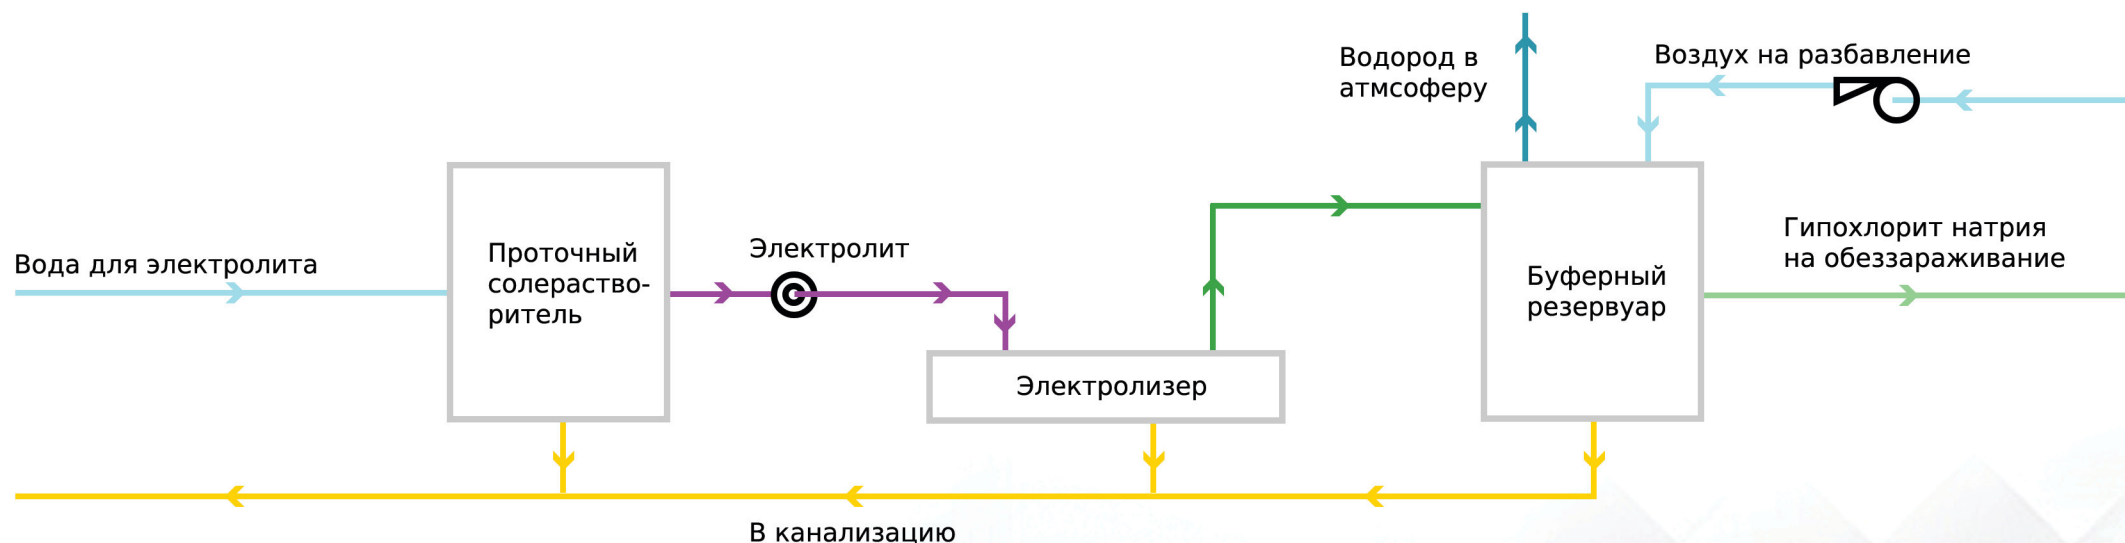 Водород в
атмсоферу
Воздух на разбавление
Вода для электролита
Проточный
солераство-
ритель
Электролит
Электролизер
Буферный
резервуар
Гипохлорит натрия
на обеззараживание
В канализацию